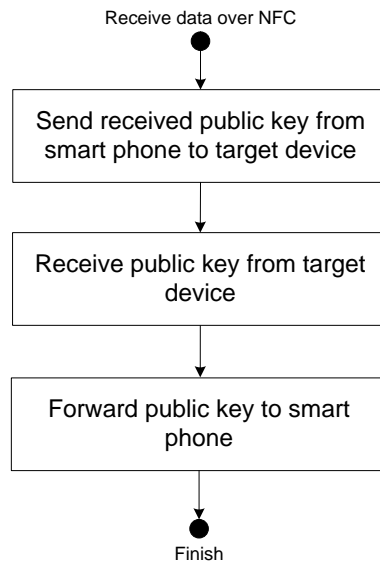 Receive data over NFC
Send received public key from
smart phone to target device
Receive public key from target
device
Forward public key to smart
phone
Finish